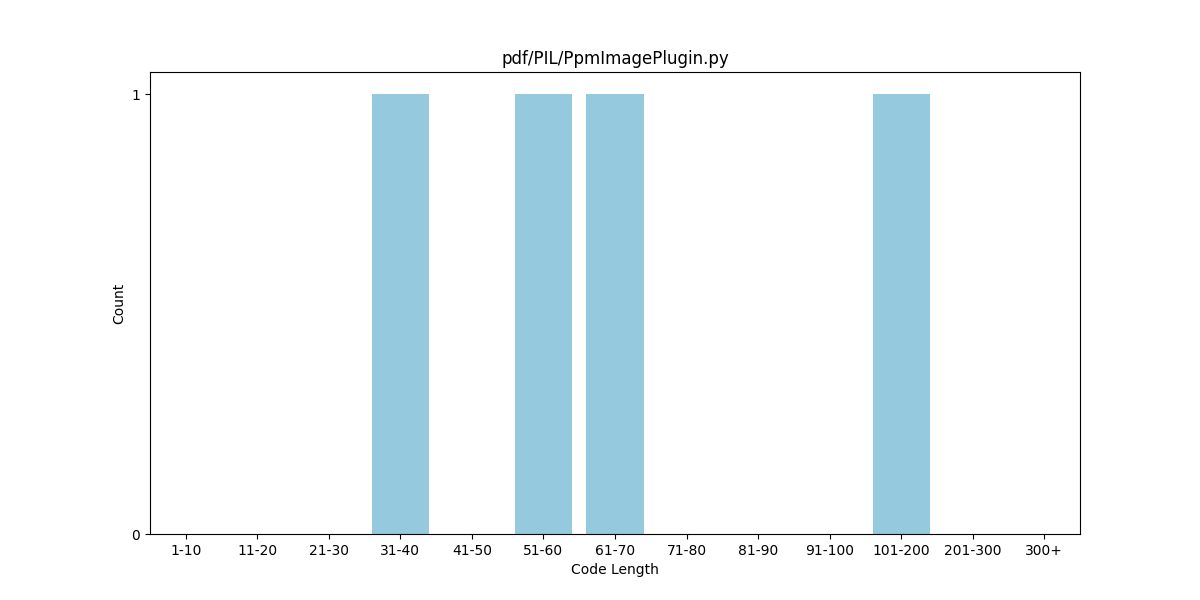 pdf/PIL/PpmImagePlugin.py
1
0
Count
1-10 11-20 21-30 31-40 41-50 51-60 61-70 71-80 81-90 91-100 101-200 201-300 300+
Code Length